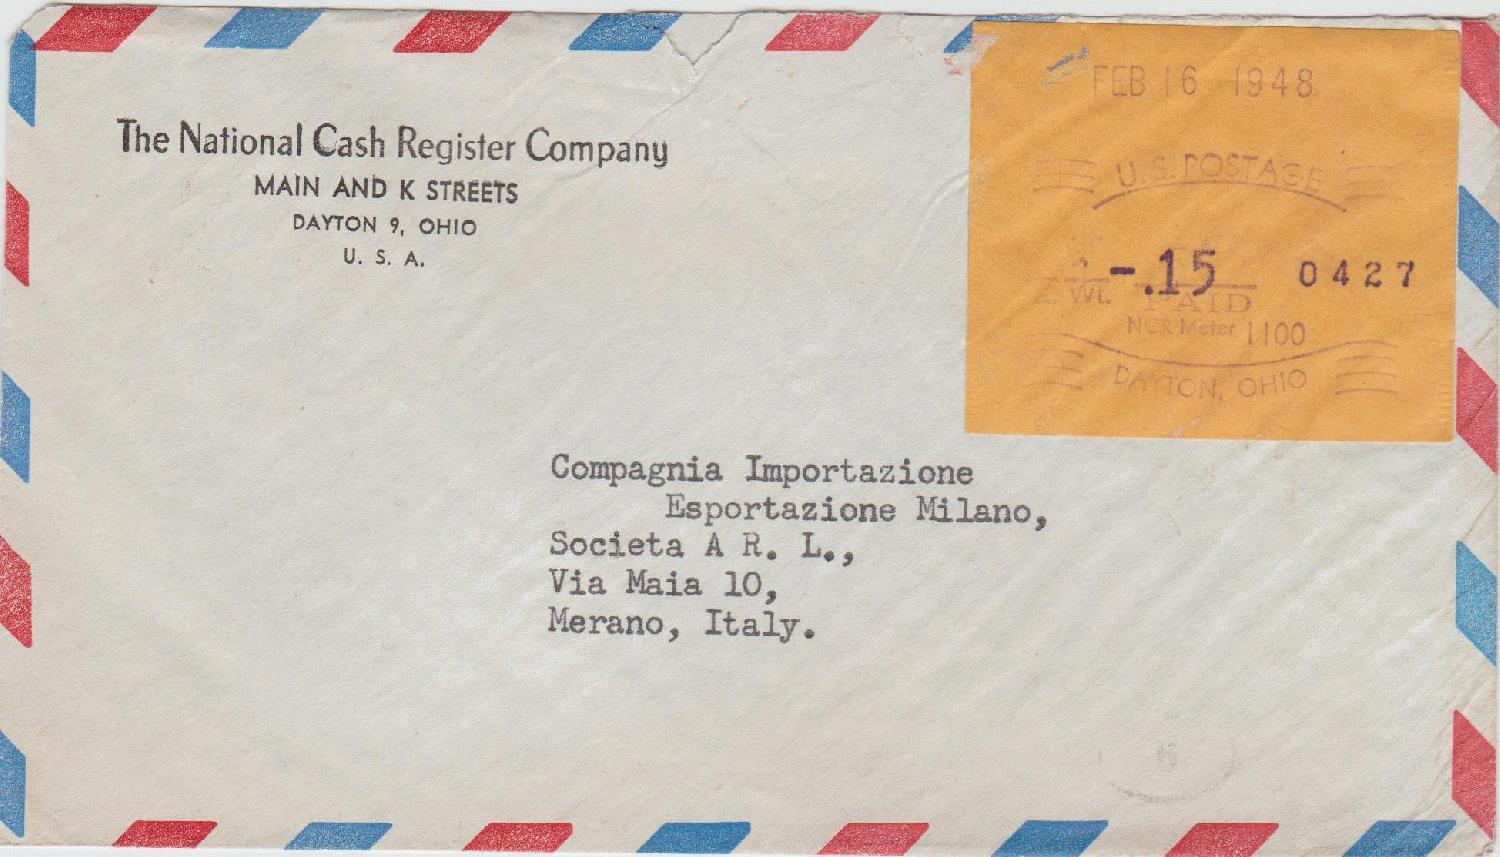 The National Cash Register Company
MAIN AND K STREETS
DAYTON 9, OHIO
U. S. A.
FEB 16 1948
U. S. POSTAGE
Wt. -.15 0427
PAID
NCR Meter 1100
DAYTON, OHIO
Compagnia Importazione
Esportazione Milano,
Societa A R. L.,
Via Maia 10,
Merano, Italy.